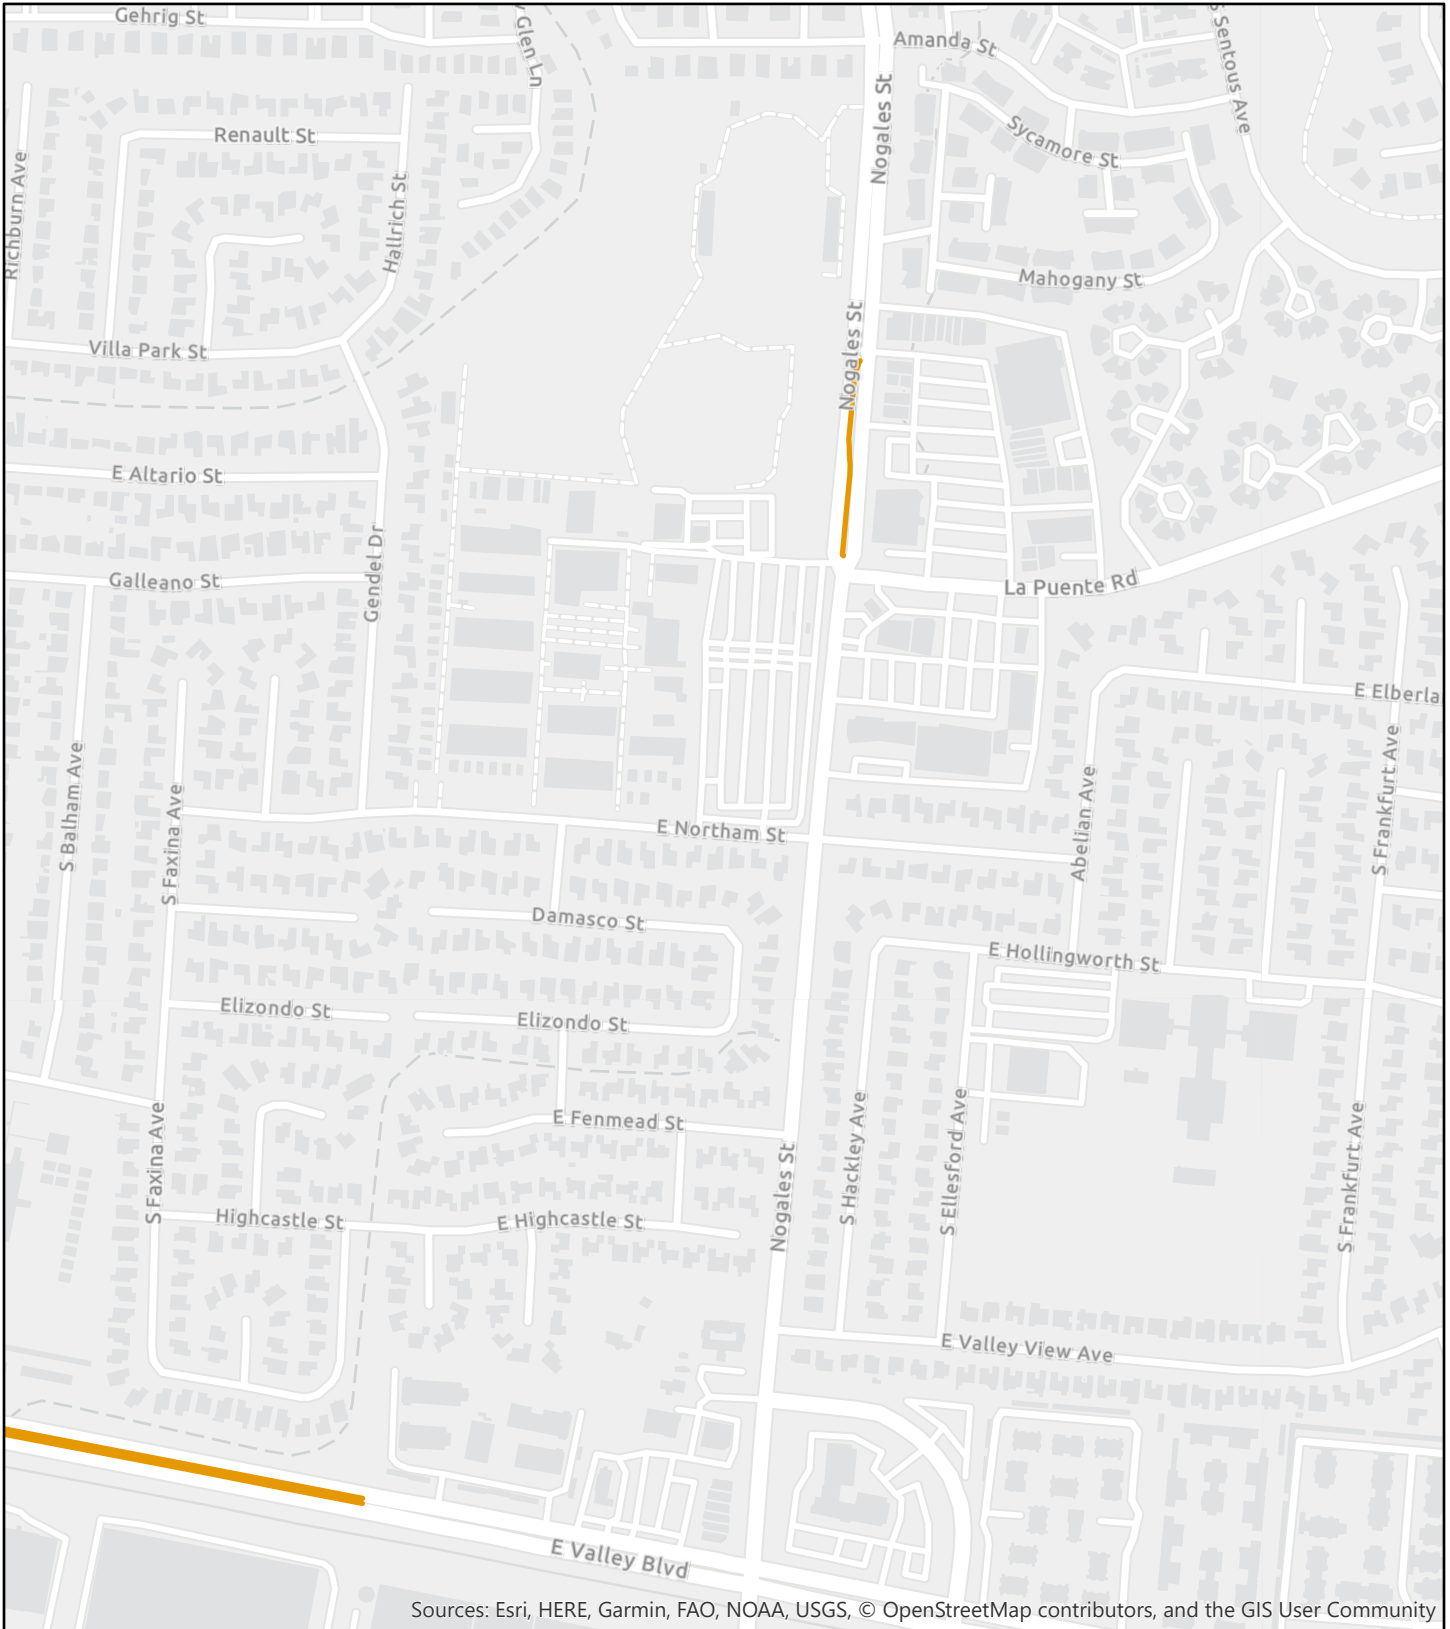 Gehrig St
y Glen Ln
Amanda St
S Sentous Ave
Nogales St
Renault St
Sycamore St
Richburn Ave
Hallrich St
Mahogany St
Nogales St
Villa Park St
E Altario St
Gendel Dr
Galleano St
La Puente Rd
E Elberla
S Balham Ave
S Faxina Ave
Abelian Ave
S Frankfurt Ave
E Northam St
Damasco St
E Hollingworth St
Elizondo St
Elizondo St
E Fenmead St
S Faxina Ave
Nogales St
S Hackley Ave
S Ellesford Ave
S Frankfurt Ave
Highcastle St
E Highcastle St
E Valley View Ave
E Valley Blvd
Sources: Esri, HERE, Garmin, FAO, NOAA, USGS, © OpenStreetMap contributors, and the GIS User Community